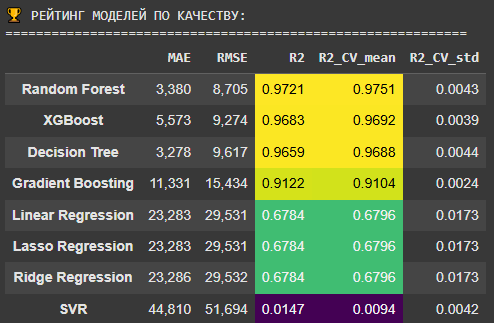 🏆 РЕЙТИНГ МОДЕЛЕЙ ПО КАЧЕСТВУ:
============================================================
MAE RMSE R2 R2_CV_mean R2_CV_std
Random Forest 3,380 8,705 0.9721 0.9751 0.0043
XGBoost 5,573 9,274 0.9683 0.9692 0.0039
Decision Tree 3,278 9,617 0.9659 0.9688 0.0044
Gradient Boosting 11,331 15,434 0.9122 0.9104 0.0024
Linear Regression 23,283 29,531 0.6784 0.6796 0.0173
Lasso Regression 23,283 29,531 0.6784 0.6796 0.0173
Ridge Regression 23,286 29,532 0.6784 0.6796 0.0173
SVR 44,810 51,694 0.0147 0.0094 0.0042